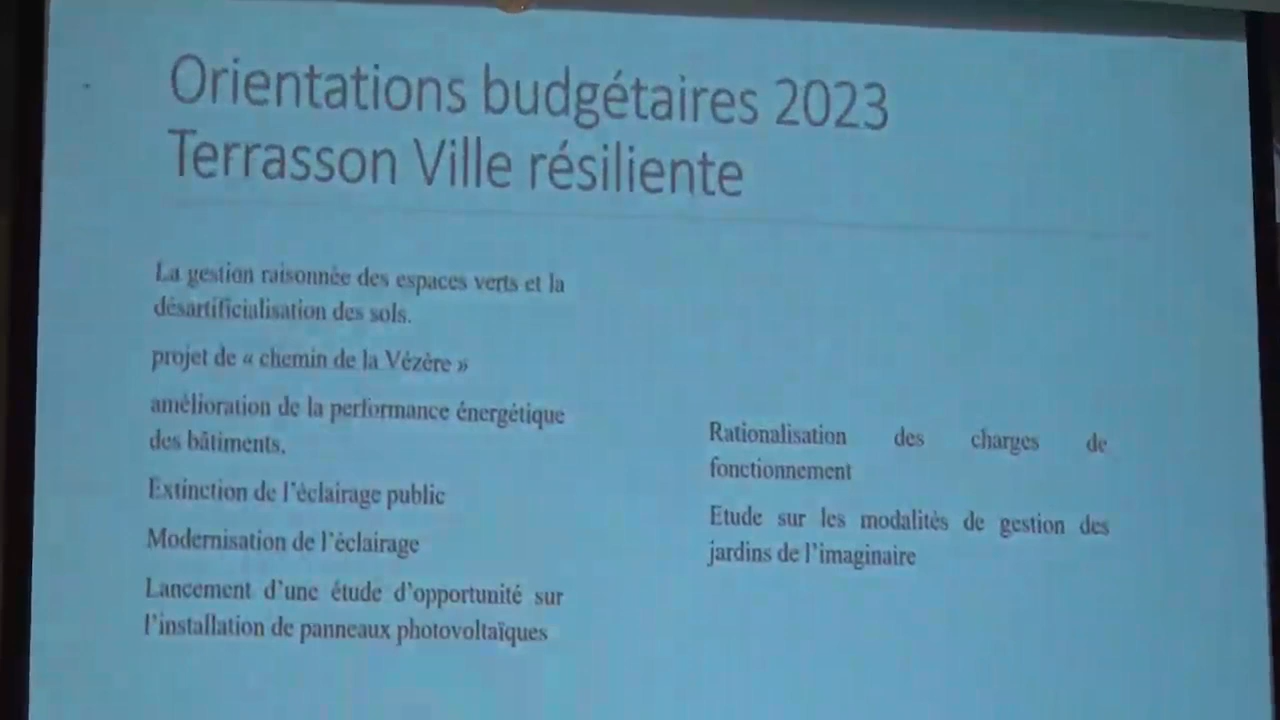 Orientations budgétaires 2023
Terrasson Ville résiliente
La gestion raisonnée des espaces verts et la
désartificialisation des sols.
projet de « chemin de la Vézère »
amélioration de la performance énergétique
des bâtiments,
Extinction de l'éclairage public
Modernisation de l'éclairage
Lancement d'une étude d'opportunité sur
l'installation de panneaux photovoltaïques
Rationalisation des charges de
fonctionnement
Etude sur les modalités de gestion des
jardins de l'imaginaire